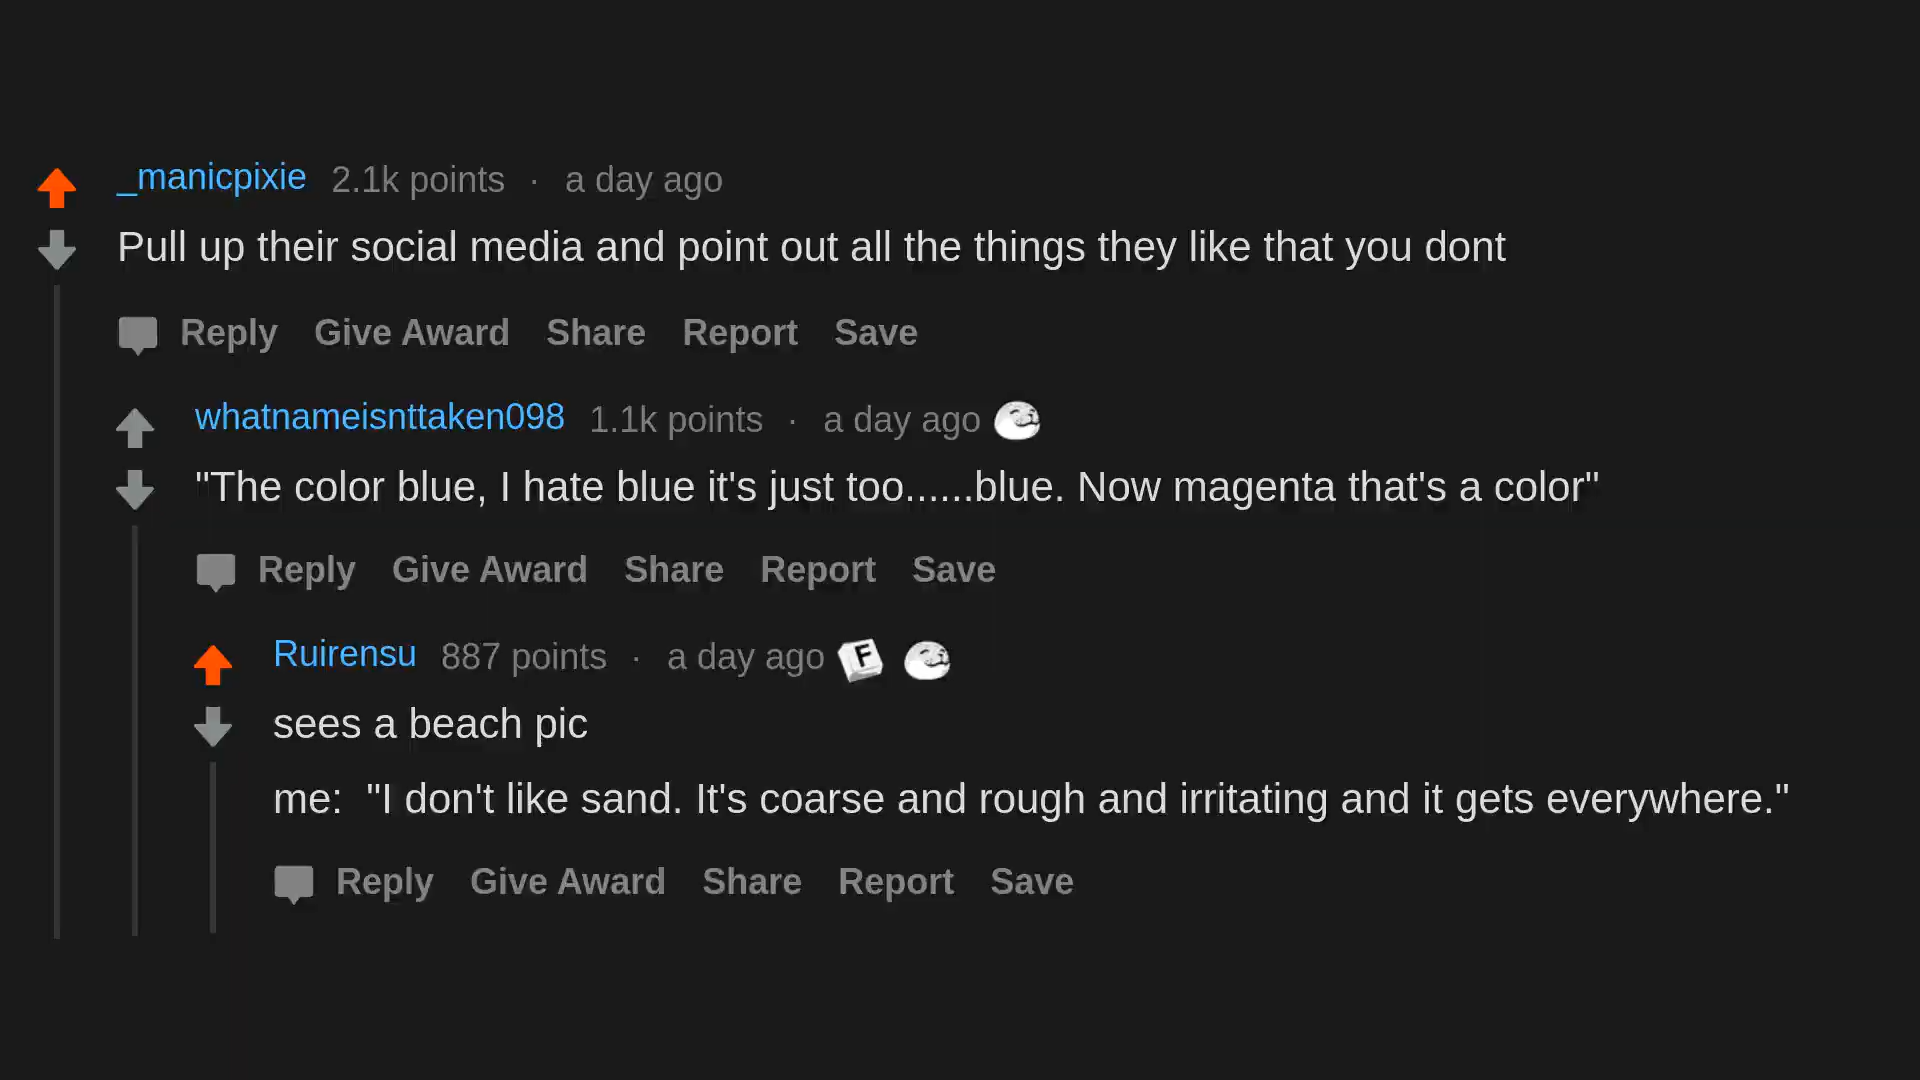 _manicpixie 2.1k points · a day ago
Pull up their social media and point out all the things they like that you dont
Reply Give Award Share Report Save
whatnameisnttaken098 1.1k points · a day ago
"The color blue, I hate blue it's just too......blue. Now magenta that's a color"
Reply Give Award Share Report Save
Ruirensu 887 points · a day ago F
sees a beach pic
me: "I don't like sand. It's coarse and rough and irritating and it gets everywhere."
Reply Give Award Share Report Save